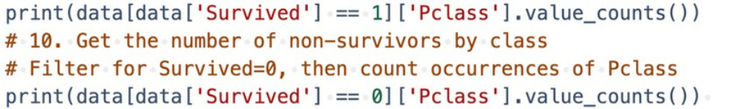 print(data[data['Survived'] == 1]['Pclass'].value_counts())
# 10. Get the number of non-survivors by class
# Filter for Survived=0, then count occurrences of Pclass
print(data[data['Survived'] == 0]['Pclass'].value_counts())